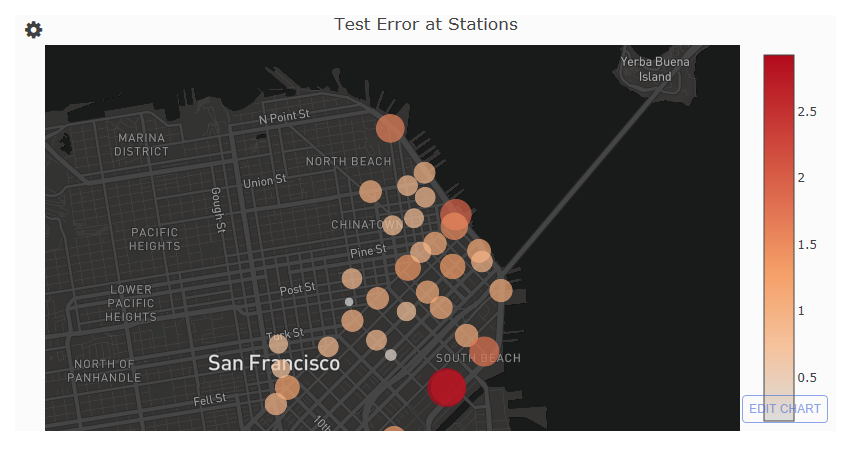 Test Error at Stations
Yerba Buena
Island
N Point St
MARINA
DISTRICT
NORTH BEACH
Union St
Gough St
CHINATOWN
PACIFIC
HEIGHTS
Pine St
Post St
LOWER
PACIFIC
HEIGHTS
Turk St
San Francisco
SOUTH BEACH
NORTH OF
PANHANDLE
Fell St
10th
2.5
2
1.5
1
0.5
EDIT CHART